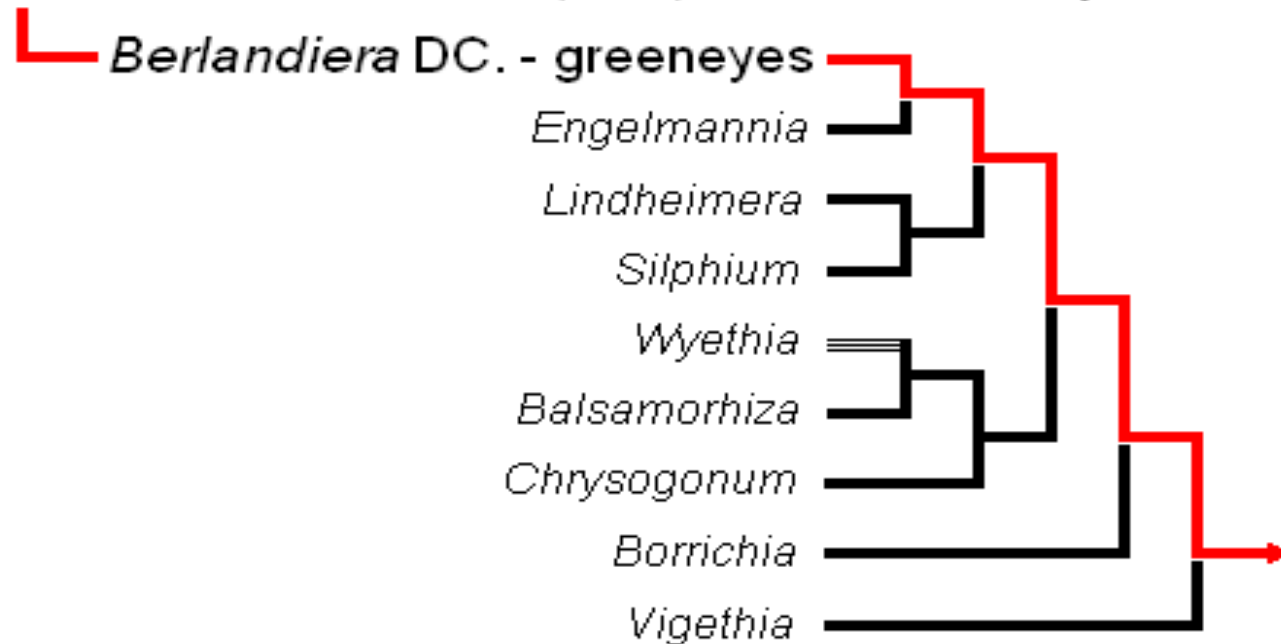 Berlandiera DC. - greeneyes
Engelmannia
Lindheimera
Silphium
Wyethia
Balsamorhiza
Chrysogonum
Borrichia
Vigethia